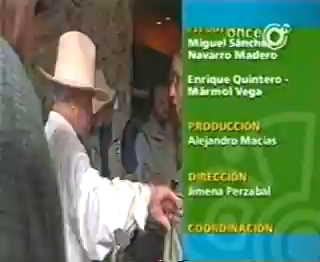 once
Miguel Sánchez
Navarro Madero
Enrique Quintero -
Mármol Vega
PRODUCCIÓN
Alejandro Macías
DIRECCIÓN
Jimena Perzabal
COORDINACIÓN